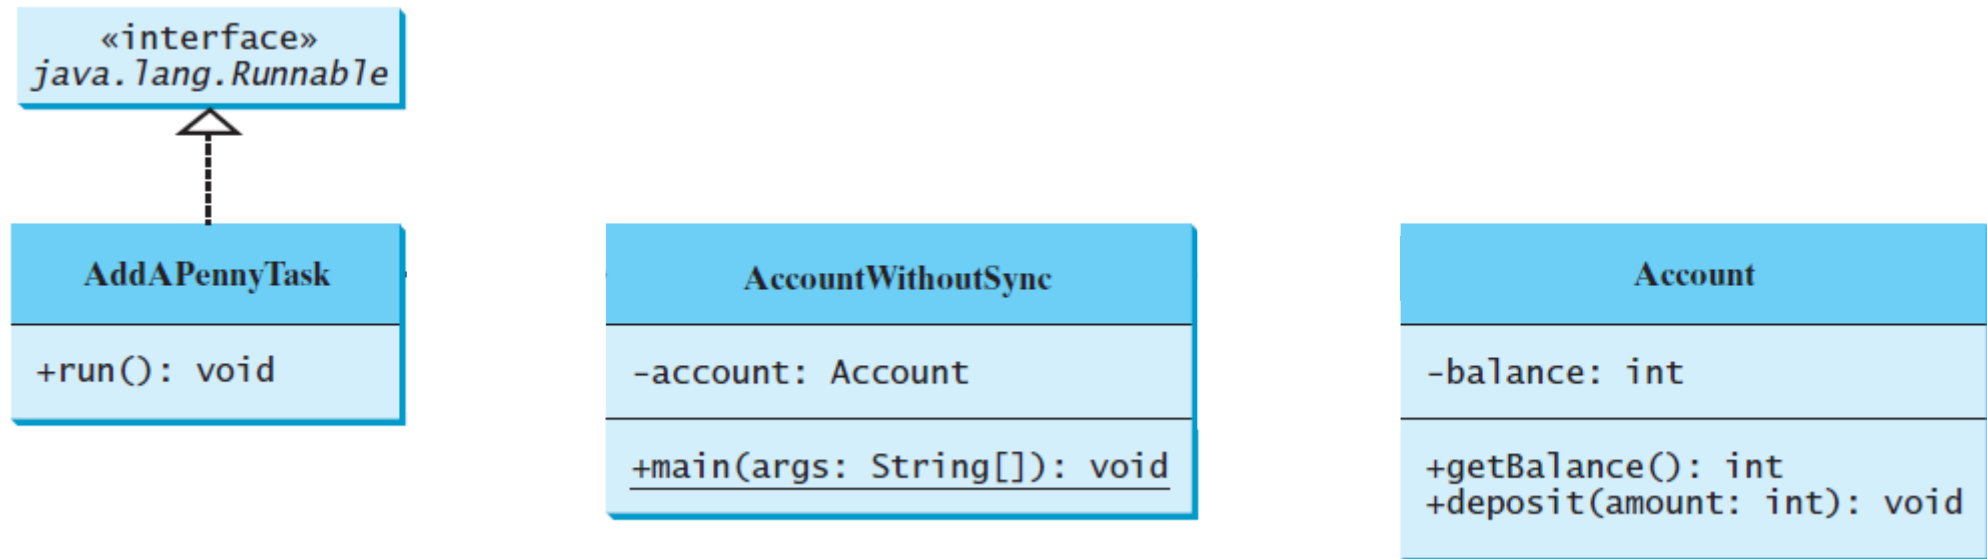 «interface»
java.lang.Runnable
AddAPennyTask
+run(): void
AccountWithoutSync
-account: Account
+main(args: String[]): void
Account
-balance: int
+getBalance(): int
+deposit(amount: int): void